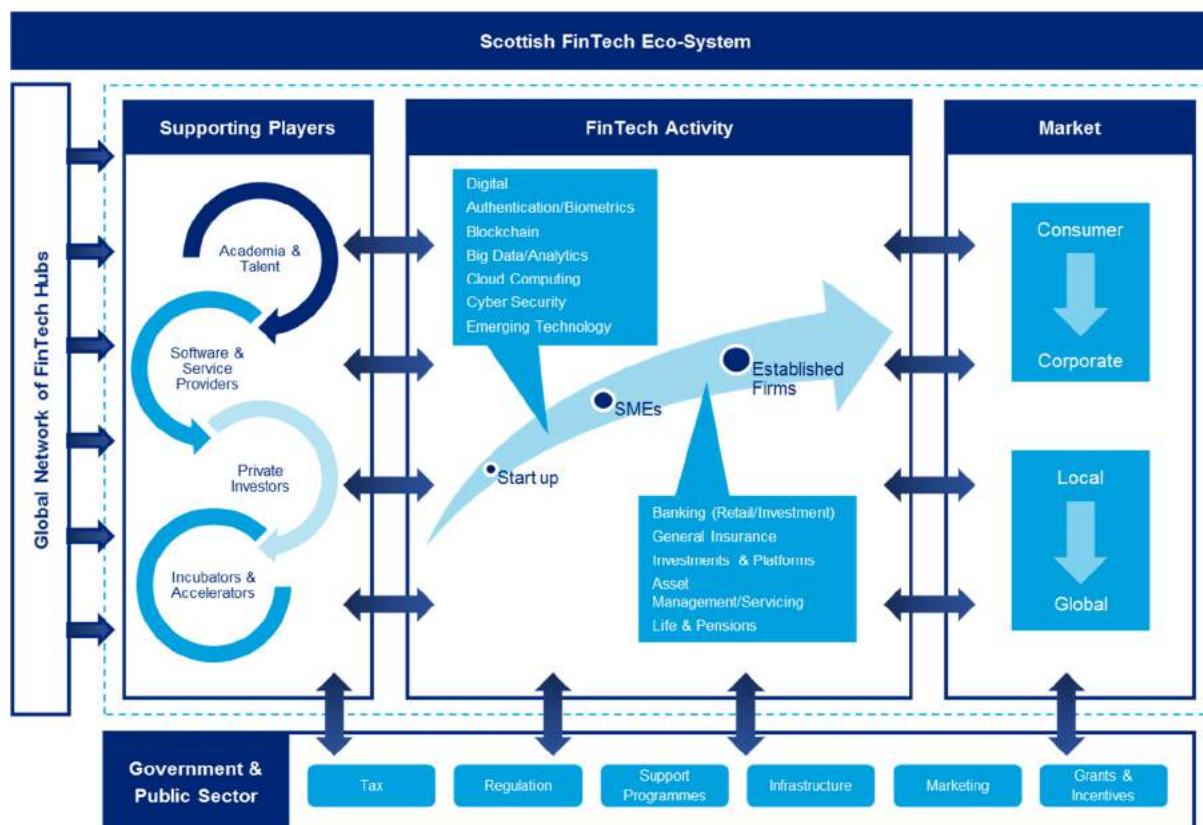 Scottish FinTech Eco-System
Global Network of FinTech Hubs
Supporting Players
Academia &
Talent
Software &
Service
Providers
Private
Investors
Incubators &
Accelerators
FinTech Activity
Digital
Authentication/Biometrics
Blockchain
Big Data/Analytics
Cloud Computing
Cyber Security
Emerging Technology
Start up
SMEs
Established
Firms
Banking (Retail/Investment)
General Insurance
Investments & Platforms
Asset
Management/Servicing
Life & Pensions
Market
Consumer
Corporate
Local
Global
Government &
Public Sector
Tax
Regulation
Support
Programmes
Infrastructure
Marketing
Grants &
Incentives